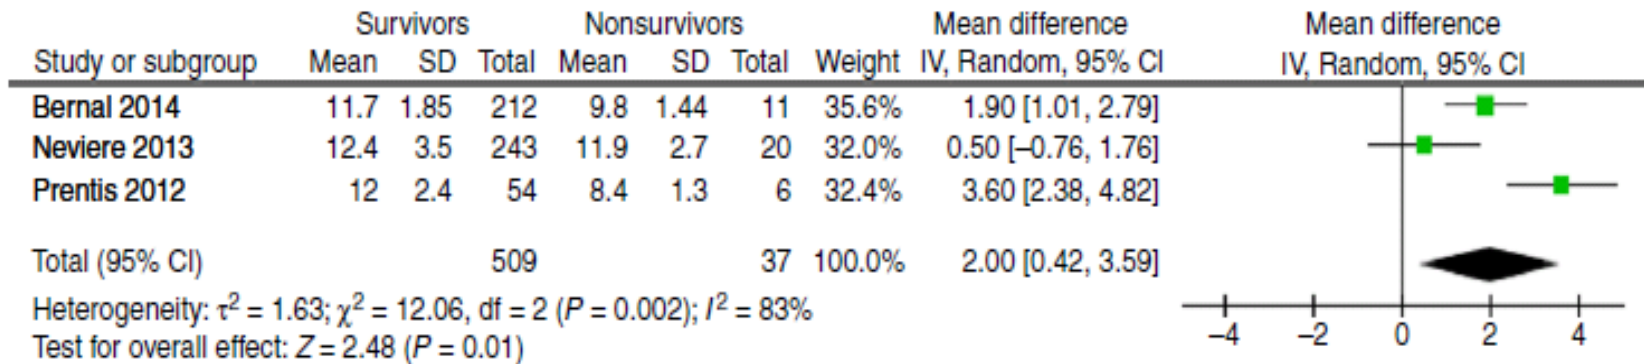 Survivors Nonsurvivors Mean difference Mean difference
Study or subgroup Mean SD Total Mean SD Total Weight IV, Random, 95% CI IV, Random, 95% CI
Bernal 2014 11.7 1.85 212 9.8 1.44 11 35.6% 1.90 [1.01, 2.79]
Neviere 2013 12.4 3.5 243 11.9 2.7 20 32.0% 0.50 [–0.76, 1.76]
Prentis 2012 12 2.4 54 8.4 1.3 6 32.4% 3.60 [2.38, 4.82]
Total (95% CI) 509 37 100.0% 2.00 [0.42, 3.59]
Heterogeneity: τ² = 1.63; χ² = 12.06, df = 2 (P = 0.002); I² = 83%
Test for overall effect: Z = 2.48 (P = 0.01)
–4 –2 0 2 4